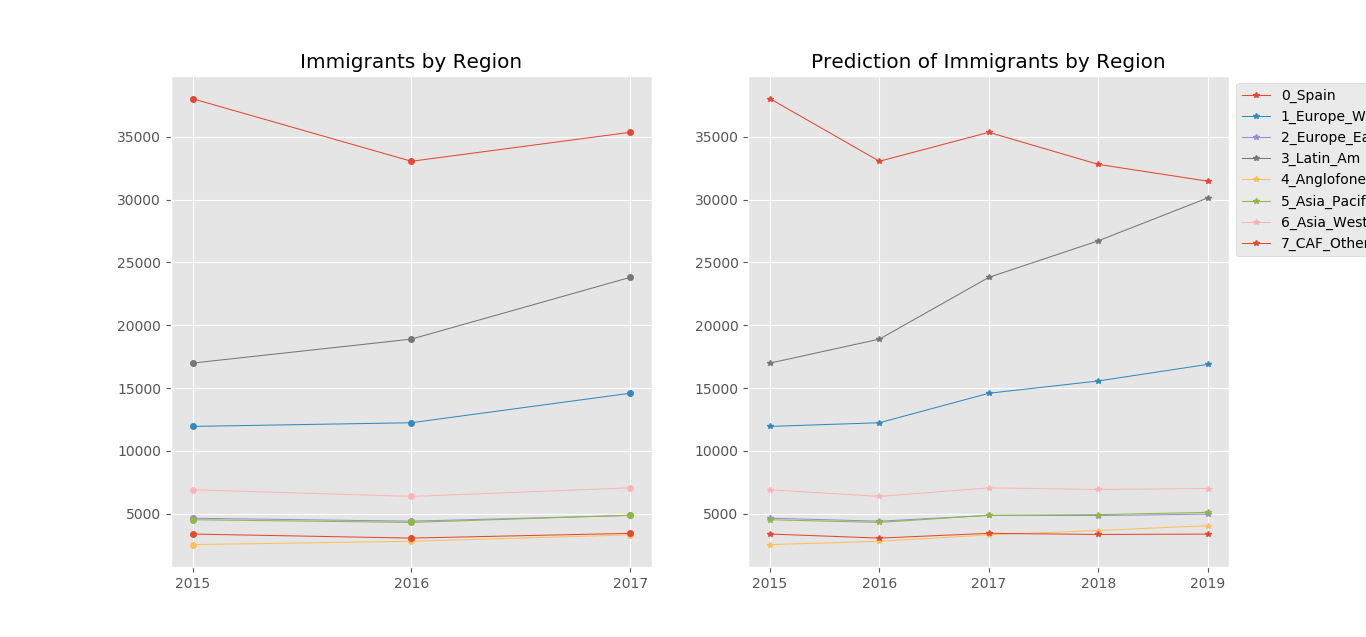 Immigrants by Region
35000
30000
25000
20000
15000
10000
5000
2015 2016 2017
Prediction of Immigrants by Region
35000
30000
25000
20000
15000
10000
5000
2015 2016 2017 2018 2019
0_Spain
1_Europe_W
2_Europe_Ea
3_Latin_Am
4_Anglofone
5_Asia_Pacif
6_Asia_West
7_CAF_Other